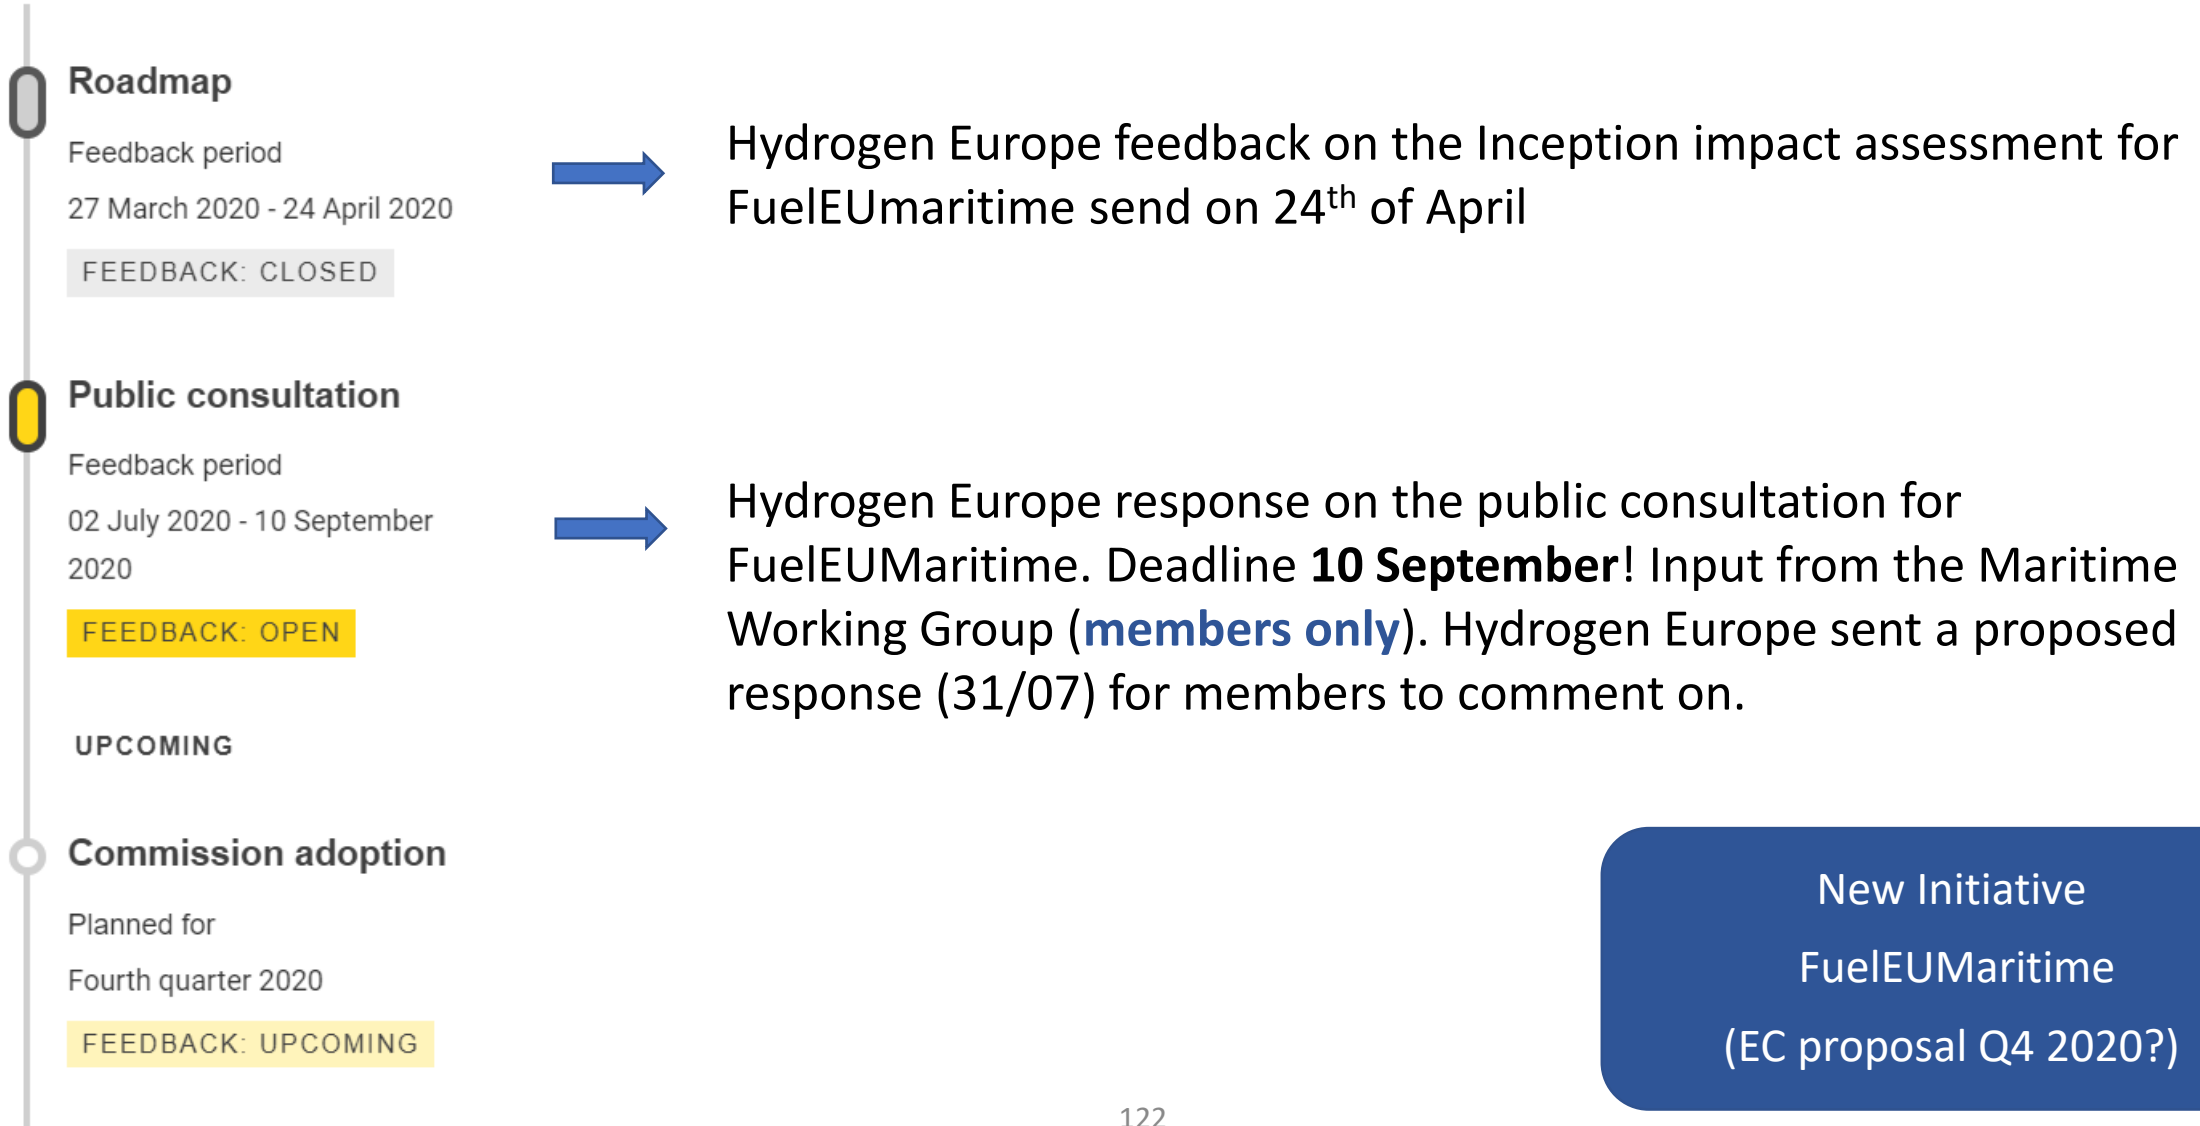 Roadmap
Feedback period
27 March 2020 - 24 April 2020
FEEDBACK: CLOSED
Hydrogen Europe feedback on the Inception impact assessment for
FuelEUmaritime send on 24th of April
Public consultation
Feedback period
02 July 2020 - 10 September
2020
FEEDBACK: OPEN
Hydrogen Europe response on the public consultation for
FuelEUMaritime. Deadline 10 September! Input from the Maritime
Working Group (members only). Hydrogen Europe sent a proposed
response (31/07) for members to comment on.
UPCOMING
Commission adoption
Planned for
Fourth quarter 2020
FEEDBACK: UPCOMING
New Initiative
FuelEUMaritime
(EC proposal Q4 2020?)
122